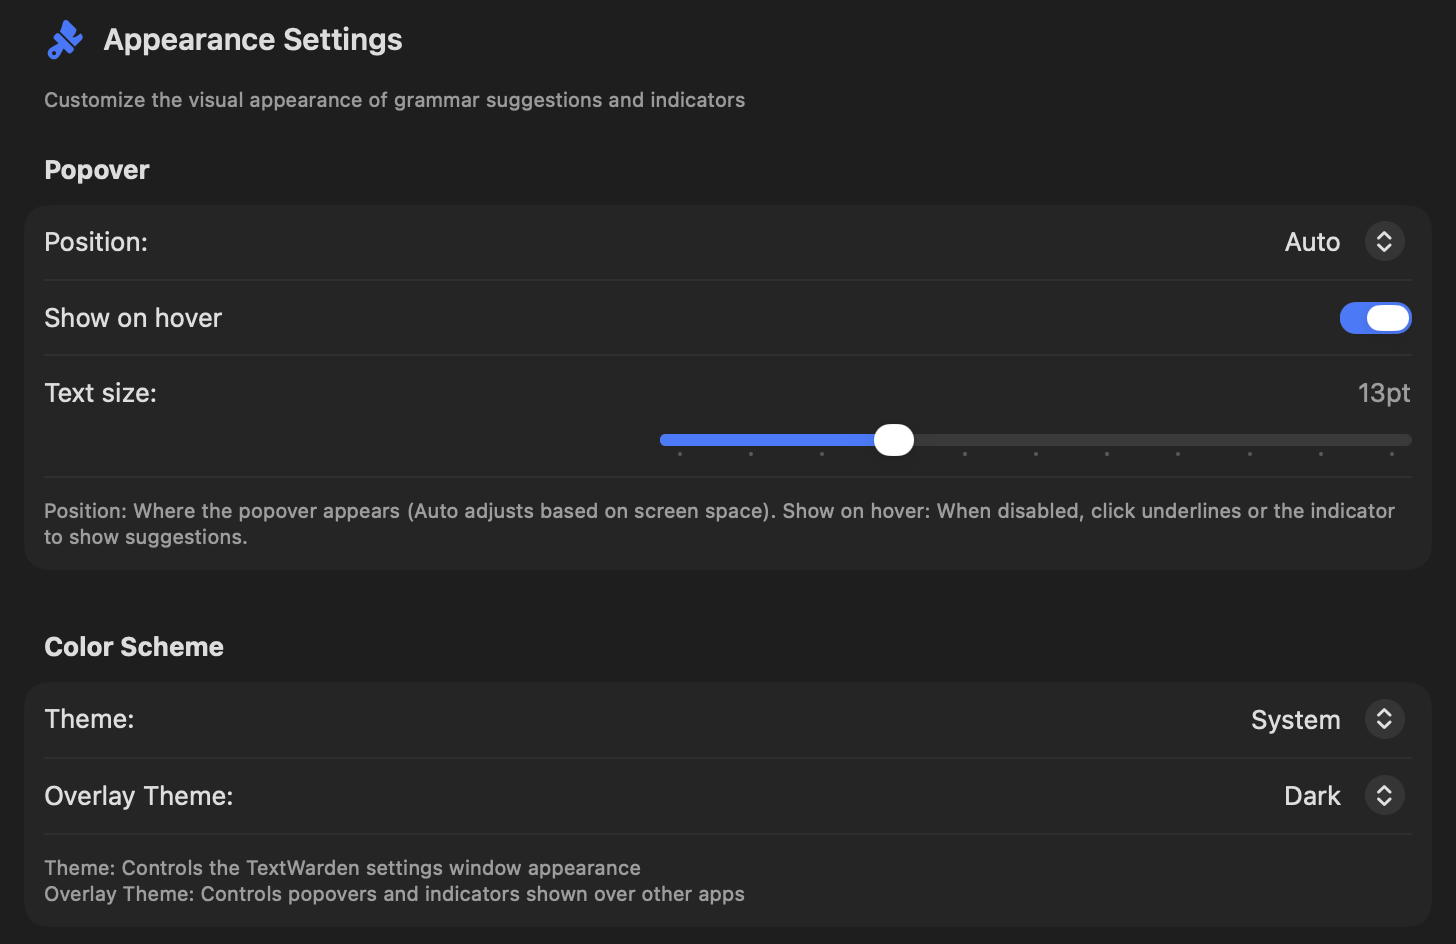 Appearance Settings
Customize the visual appearance of grammar suggestions and indicators
Popover
Position: Auto
Show on hover
Text size: 13pt
Position: Where the popover appears (Auto adjusts based on screen space). Show on hover: When disabled, click underlines or the indicator
to show suggestions.
Color Scheme
Theme: System
Overlay Theme: Dark
Theme: Controls the TextWarden settings window appearance
Overlay Theme: Controls popovers and indicators shown over other apps